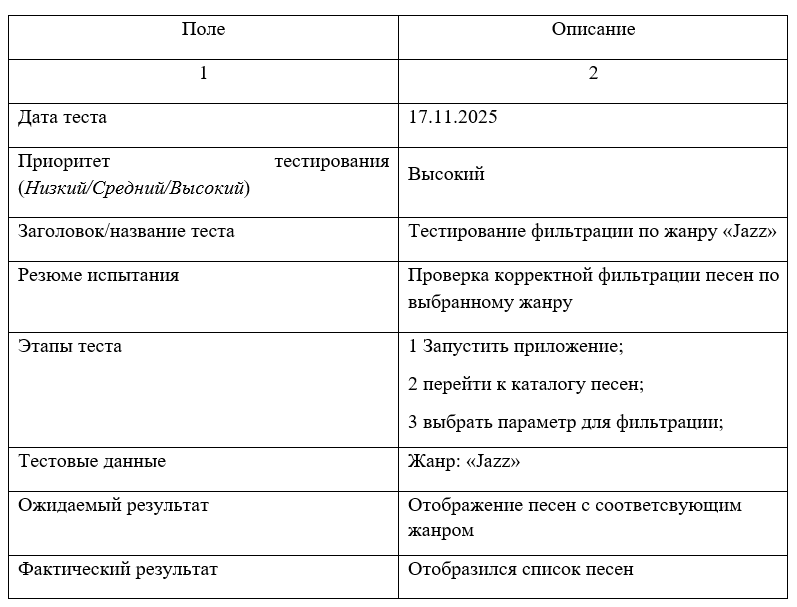 Поле Описание
1 2
Дата теста 17.11.2025
Приоритет тестирования
(Низкий/Средний/Высокий) Высокий
Заголовок/название теста Тестирование фильтрации по жанру «Jazz»
Резюме испытания Проверка корректной фильтрации песен по
выбранному жанру
Этапы теста 1 Запустить приложение;
2 перейти к каталогу песен;
3 выбрать параметр для фильтрации;
Тестовые данные Жанр: «Jazz»
Ожидаемый результат Отображение песен с соответсвующим
жанром
Фактический результат Отобразился список песен